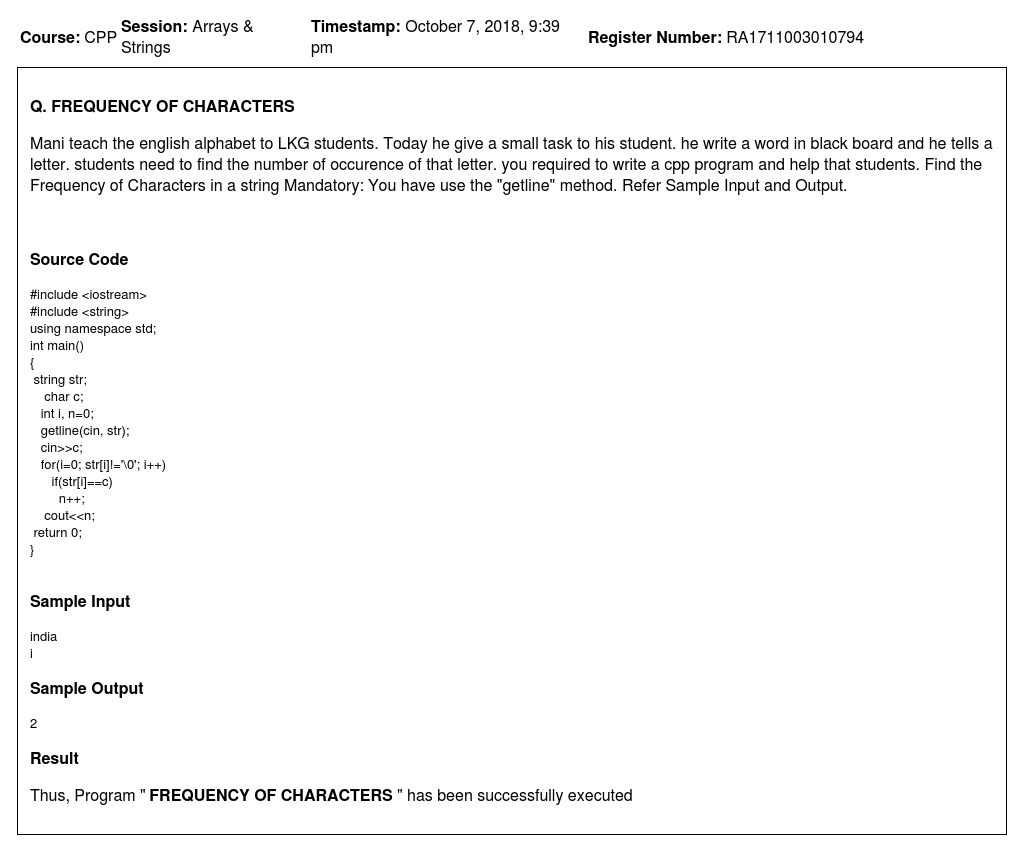 Course: CPP Session: Arrays & Strings Timestamp: October 7, 2018, 9:39 pm Register Number: RA1711003010794
Q. FREQUENCY OF CHARACTERS
Mani teach the english alphabet to LKG students. Today he give a small task to his student. he write a word in black board and he tells a
letter. students need to find the number of occurence of that letter. you required to write a cpp program and help that students. Find the
Frequency of Characters in a string Mandatory: You have use the "getline" method. Refer Sample Input and Output.
Source Code
#include <iostream>
#include <string>
using namespace std;
int main()
{
 string str;
    char c;
   int i, n=0;
   getline(cin, str);
   cin>>c;
   for(i=0; str[i]!='\0'; i++)
      if(str[i]==c)
        n++;
    cout<<n;
 return 0;
}
Sample Input
india
i
Sample Output
2
Result
Thus, Program " FREQUENCY OF CHARACTERS " has been successfully executed